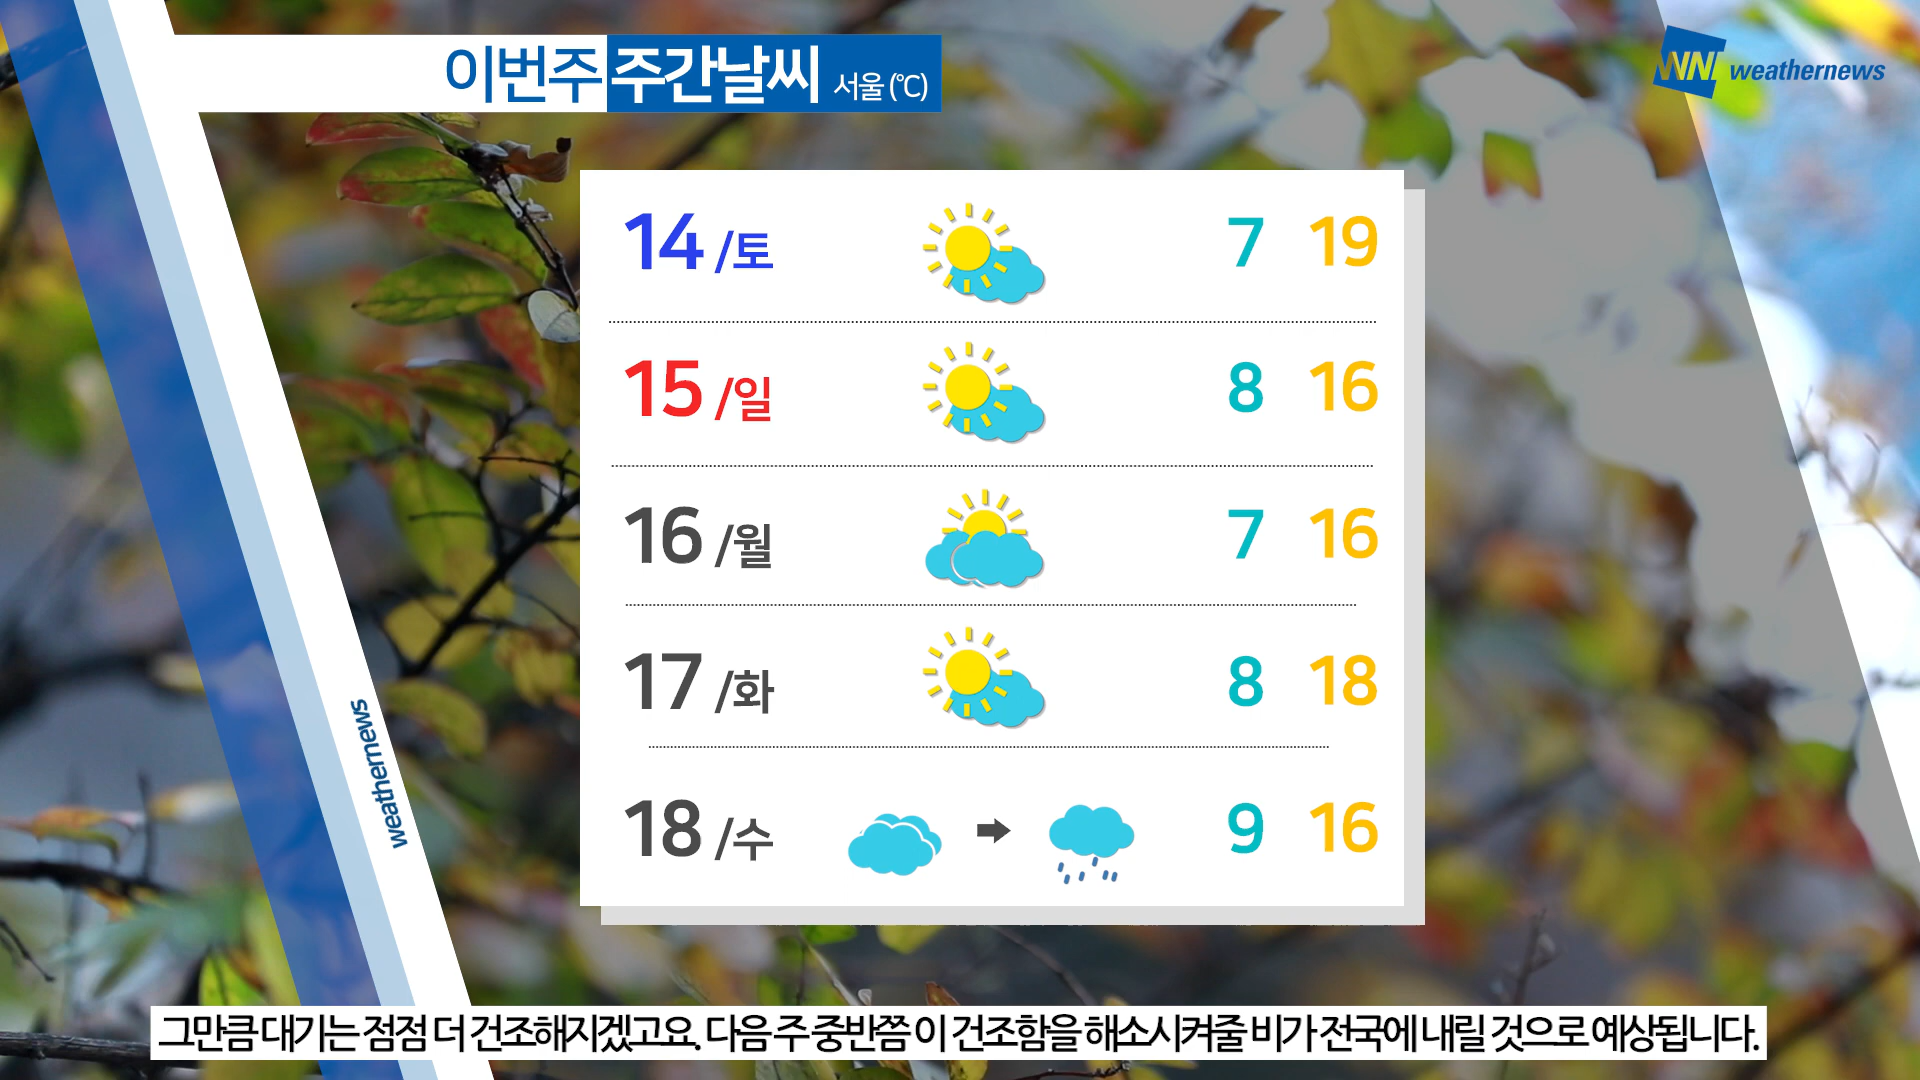 이번주 주간날씨 서울 (℃)
WNI weathernews
14 /토 7 19
15 /일 8 16
16 /월 7 16
17 /화 8 18
18 /수 9 16
weathernews
그만큼 대기는 점점 더 건조해지겠고요. 다음 주 중반쯤 이 건조함을 해소시켜줄 비가 전국에 내릴 것으로 예상됩니다.